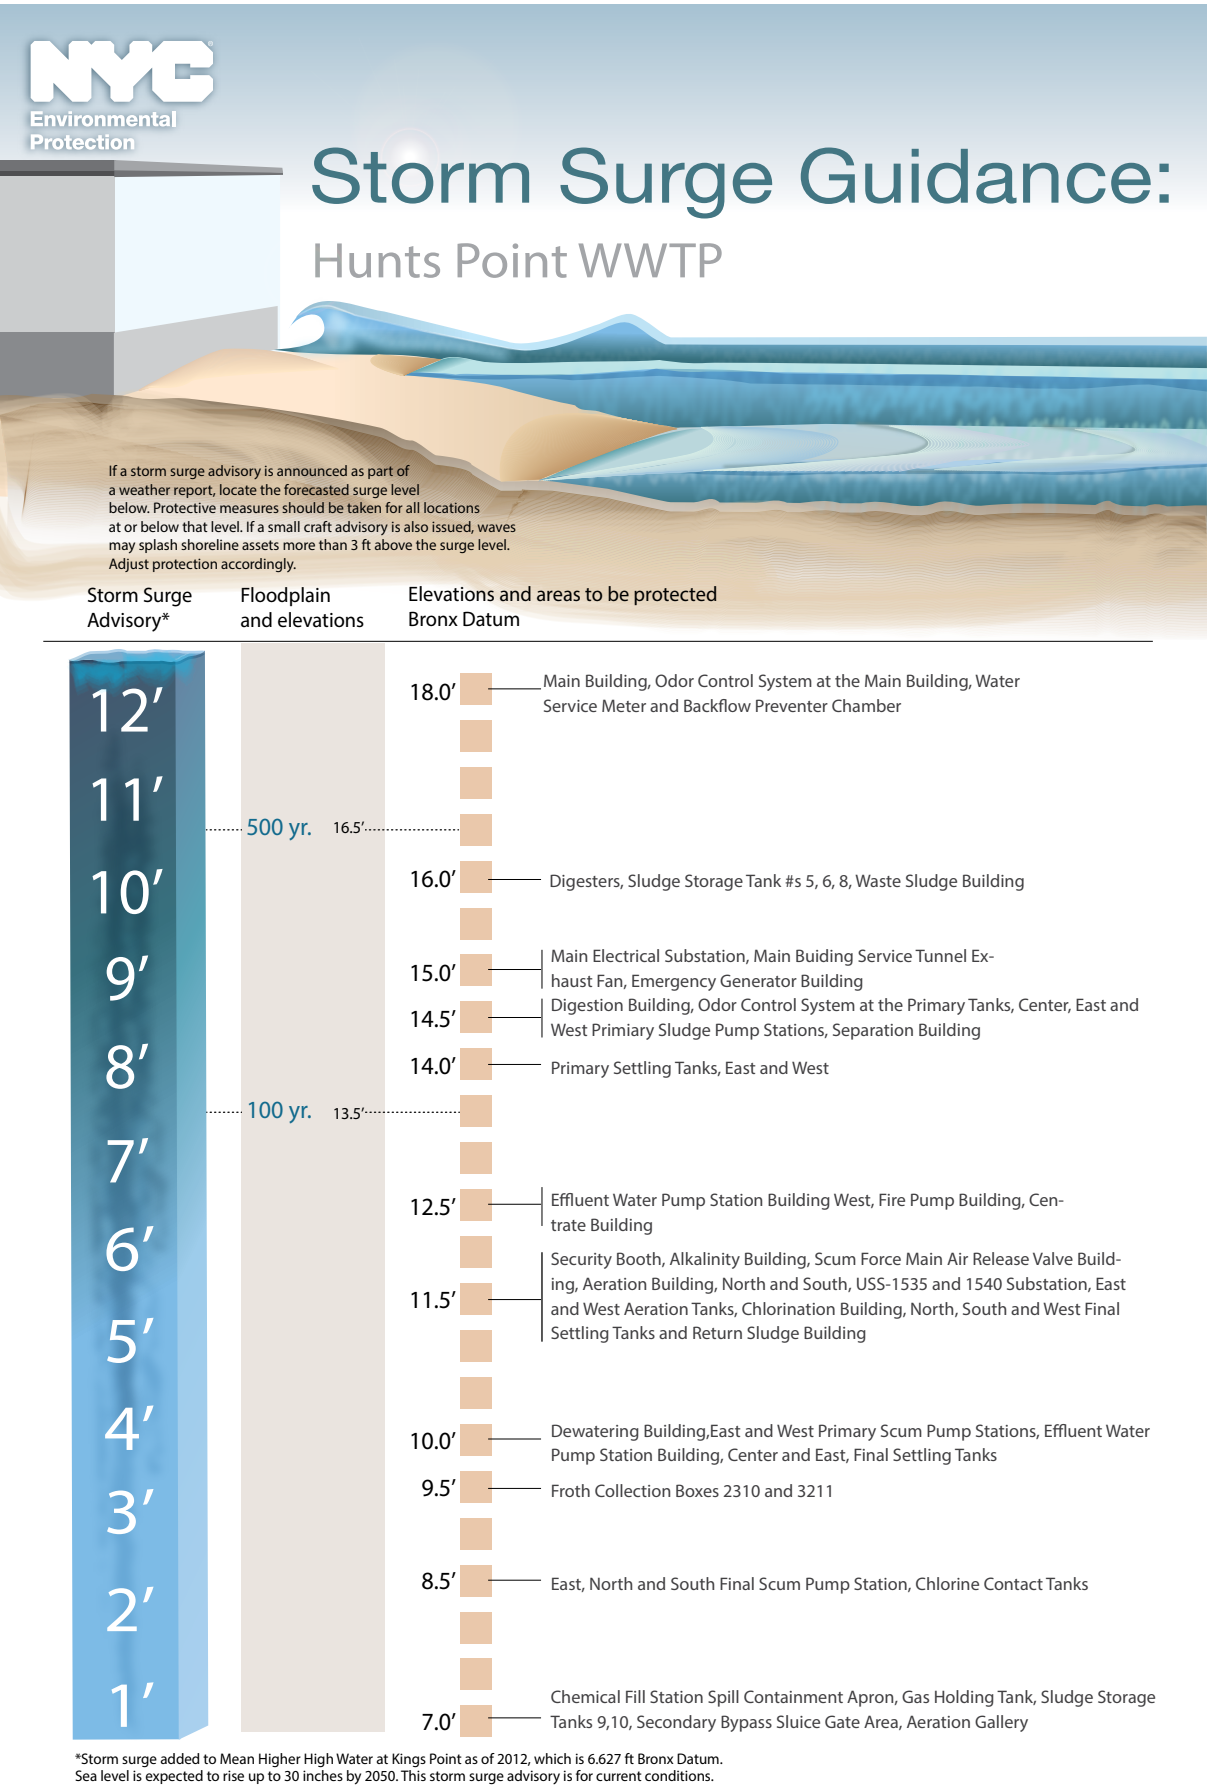 NYC
Environmental
Protection
Storm Surge Guidance:
Hunts Point WWTP
If a storm surge advisory is announced as part of
a weather report, locate the forecasted surge level
below. Protective measures should be taken for all locations
at or below that level. If a small craft advisory is also issued, waves
may splash shoreline assets more than 3 ft above the surge level.
Adjust protection accordingly.
Storm Surge
Advisory*
Floodplain
and elevations
Elevations and areas to be protected
Bronx Datum
12’
11’
10’
9’
8’
7’
6’
5’
4’
3’
2’
1’
500 yr. 16.5’
100 yr. 13.5’
18.0’
Main Building, Odor Control System at the Main Building, Water
Service Meter and Backflow Preventer Chamber
16.0’
Digesters, Sludge Storage Tank #s 5, 6, 8, Waste Sludge Building
15.0’
Main Electrical Substation, Main Buiding Service Tunnel Ex-
haust Fan, Emergency Generator Building
14.5’
Digestion Building, Odor Control System at the Primary Tanks, Center, East and
West Primiary Sludge Pump Stations, Separation Building
14.0’
Primary Settling Tanks, East and West
12.5’
Effluent Water Pump Station Building West, Fire Pump Building, Cen-
trate Building
11.5’
Security Booth, Alkalinity Building, Scum Force Main Air Release Valve Build-
ing, Aeration Building, North and South, USS-1535 and 1540 Substation, East
and West Aeration Tanks, Chlorination Building, North, South and West Final
Settling Tanks and Return Sludge Building
10.0’
Dewatering Building,East and West Primary Scum Pump Stations, Effluent Water
Pump Station Building, Center and East, Final Settling Tanks
9.5’
Froth Collection Boxes 2310 and 3211
8.5’
East, North and South Final Scum Pump Station, Chlorine Contact Tanks
7.0’
Chemical Fill Station Spill Containment Apron, Gas Holding Tank, Sludge Storage
Tanks 9,10, Secondary Bypass Sluice Gate Area, Aeration Gallery
*Storm surge added to Mean Higher High Water at Kings Point as of 2012, which is 6.627 ft Bronx Datum.
Sea level is expected to rise up to 30 inches by 2050. This storm surge advisory is for current conditions.